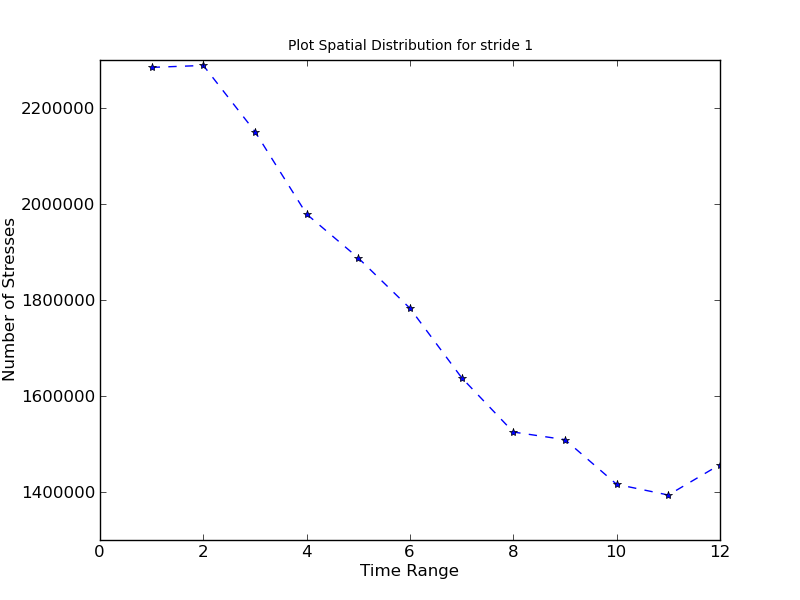 Plot Spatial Distribution for stride 1
2200000
2000000
1800000
1600000
1400000
Number of Stresses
0 2 4 6 8 10 12
Time Range